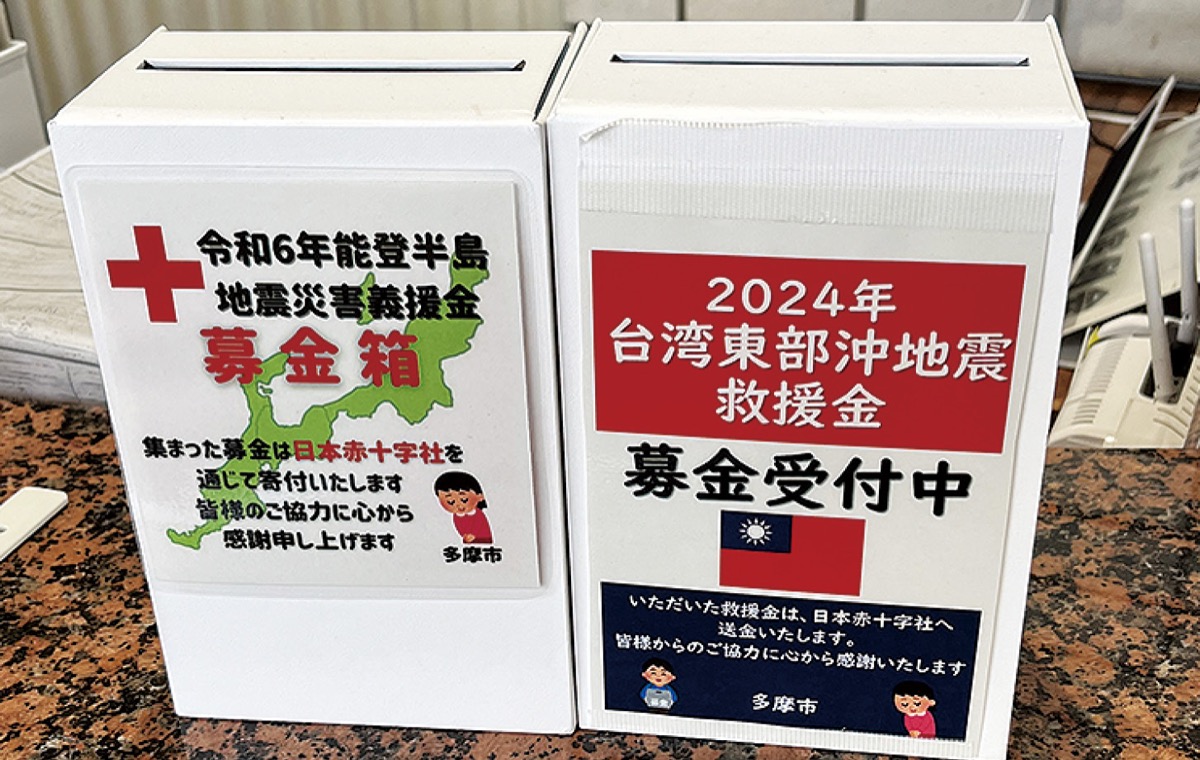 令和6年能登半島
地震災害義援金
募金箱
集まった募金は日本赤十字社を
通じて寄付いたします
皆様のご協力に心から
感謝申し上げます
多摩市
2024年
台湾東部沖地震
救援金
募金受付中
いただいた救援金は、日本赤十字社へ
送金いたします。
皆様からのご協力に心から感謝いたします
多摩市